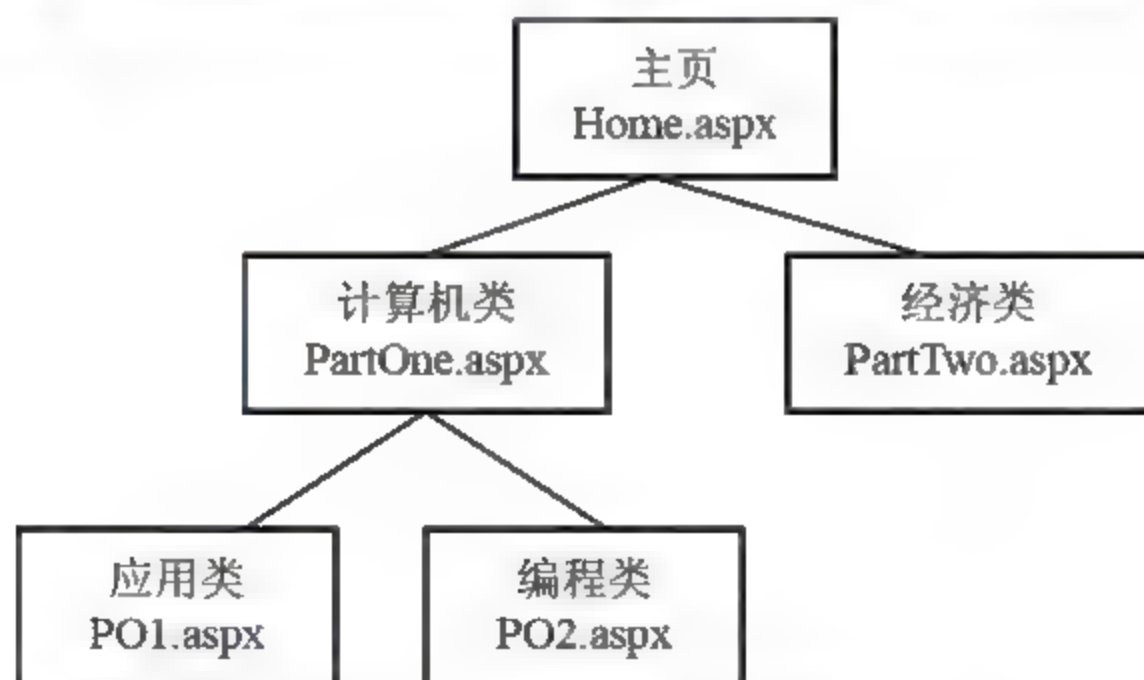 主页
Home.aspx
计算机类
PartOne.aspx
经济类
PartTwo.aspx
应用类
PO1.aspx
编程类
PO2.aspx